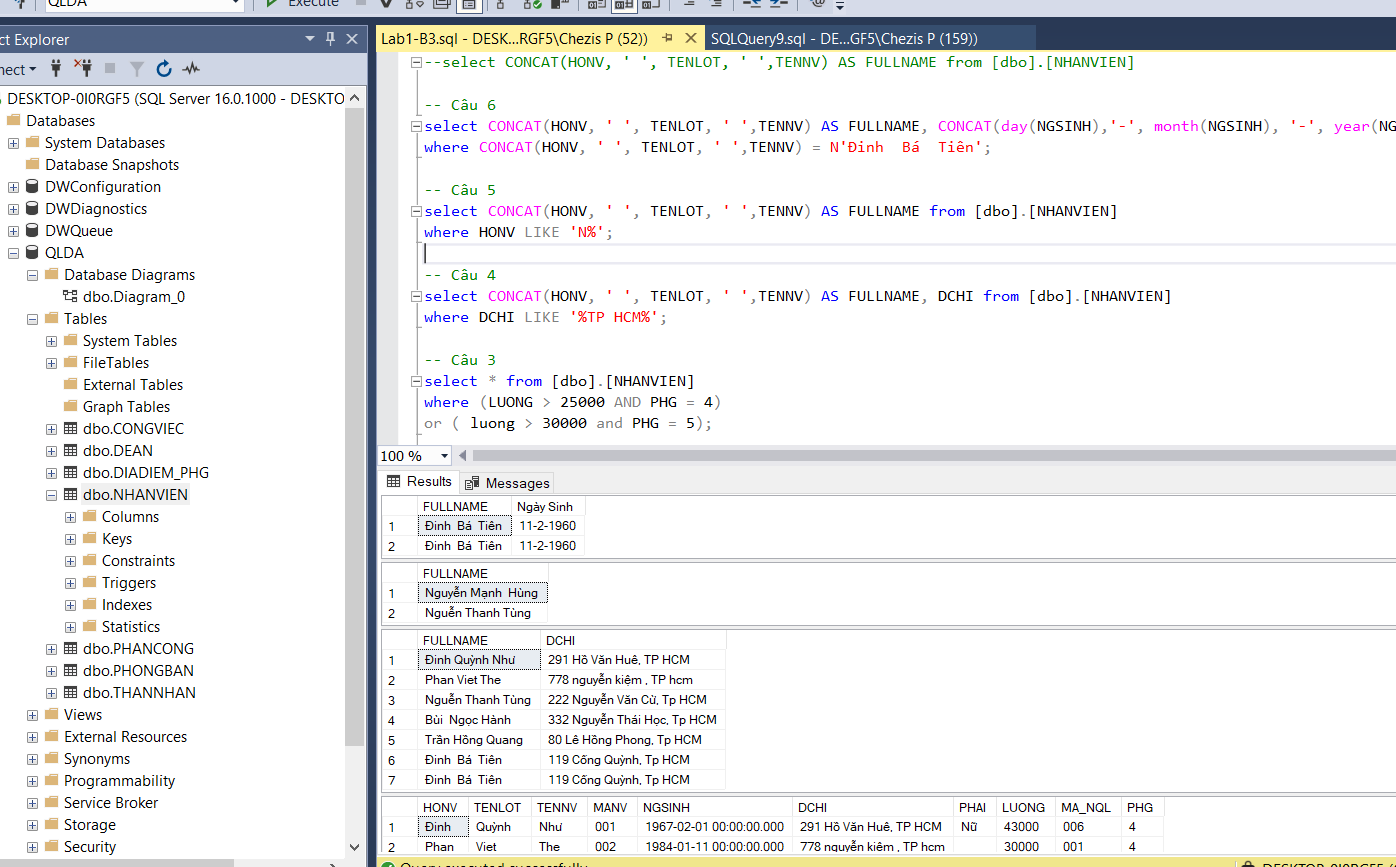 QLDA
Execute
ct Explorer
Lab1-B3.sql - DESK...RGF5\Chezis P (52))
SQLQuery9.sql - DE...GF5\Chezis P (159))
nect
DESKTOP-0I0RGF5 (SQL Server 16.0.1000 - DESKTO
Databases
System Databases
Database Snapshots
DWConfiguration
DWDiagnostics
DWQueue
QLDA
Database Diagrams
dbo.Diagram_0
Tables
System Tables
FileTables
External Tables
Graph Tables
dbo.CONGVIEC
dbo.DEAN
dbo.DIADIEM_PHG
dbo.NHANVIEN
Columns
Keys
Constraints
Triggers
Indexes
Statistics
dbo.PHANCONG
dbo.PHONGBAN
dbo.THANNHAN
Views
External Resources
Synonyms
Programmability
Service Broker
Storage
Security
--select CONCAT(HONV, ' ', TENLOT, ' ',TENNV) AS FULLNAME from [dbo].[NHANVIEN]
-- Câu 6
select CONCAT(HONV, ' ', TENLOT, ' ',TENNV) AS FULLNAME, CONCAT(day(NGSINH),'-', month(NGSINH), '-', year(NG
where CONCAT(HONV, ' ', TENLOT, ' ',TENNV) = N'Đinh  Bá  Tiên';
-- Câu 5
select CONCAT(HONV, ' ', TENLOT, ' ',TENNV) AS FULLNAME from [dbo].[NHANVIEN]
where HONV LIKE 'N%';
-- Câu 4
select CONCAT(HONV, ' ', TENLOT, ' ',TENNV) AS FULLNAME, DCHI from [dbo].[NHANVIEN]
where DCHI LIKE '%TP HCM%';
-- Câu 3
select * from [dbo].[NHANVIEN]
where (LUONG > 25000 AND PHG = 4)
or ( luong > 30000 and PHG = 5);
100 %
Results Messages
FULLNAME Ngày Sinh
1 Đinh  Bá  Tiên 11-2-1960
2 Đinh  Bá  Tiên 11-2-1960
FULLNAME
1 Nguyễn Mạnh  Hùng
2 Nguễn Thanh Tùng
FULLNAME DCHI
1 Đinh Quỳnh Như 291 Hồ Văn Huê, TP HCM
2 Phan Viet The 778 nguyễn kiệm , TP hcm
3 Nguễn Thanh Tùng 222 Nguyễn Văn Cừ, Tp HCM
4 Bùi  Ngọc Hành 332 Nguyễn Thái Học, Tp HCM
5 Trần Hồng Quang 80 Lê Hồng Phong, Tp HCM
6 Đinh  Bá  Tiên 119 Cống Quỳnh, Tp HCM
7 Đinh  Bá  Tiên 119 Cống Quỳnh, Tp HCM
HONV TENLOT TENNV MANV NGSINH DCHI PHAI LUONG MA_NQL PHG
1 Đinh Quỳnh Như 001 1967-02-01 00:00:00.000 291 Hồ Văn Huê, TP HCM Nữ 43000 006 4
2 Phan Viet The 002 1984-01-11 00:00:00.000 778 nguyễn kiệm , TP hcm 30000 001 4
Query executed successfully
DESKTOP-0I0RGF5